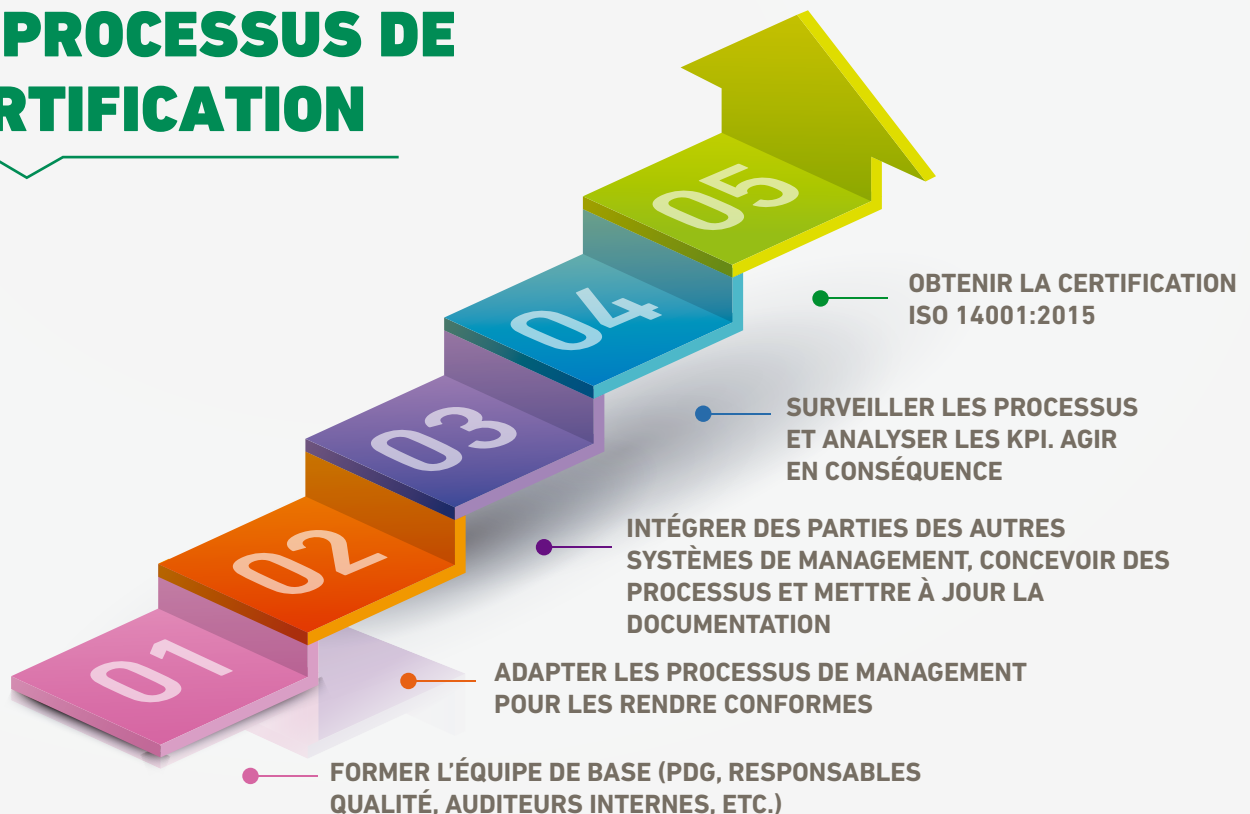 PROCESSUS DE
RTIFICATION
05
OBTENIR LA CERTIFICATION
ISO 14001:2015
04
SURVEILLER LES PROCESSUS
ET ANALYSER LES KPI. AGIR
EN CONSÉQUENCE
03
INTÉGRER DES PARTIES DES AUTRES
SYSTÈMES DE MANAGEMENT, CONCEVOIR DES
PROCESSUS ET METTRE À JOUR LA
DOCUMENTATION
02
ADAPTER LES PROCESSUS DE MANAGEMENT
POUR LES RENDRE CONFORMES
01
FORMER L'ÉQUIPE DE BASE (PDG, RESPONSABLES
QUALITÉ, AUDITEURS INTERNES, ETC.)